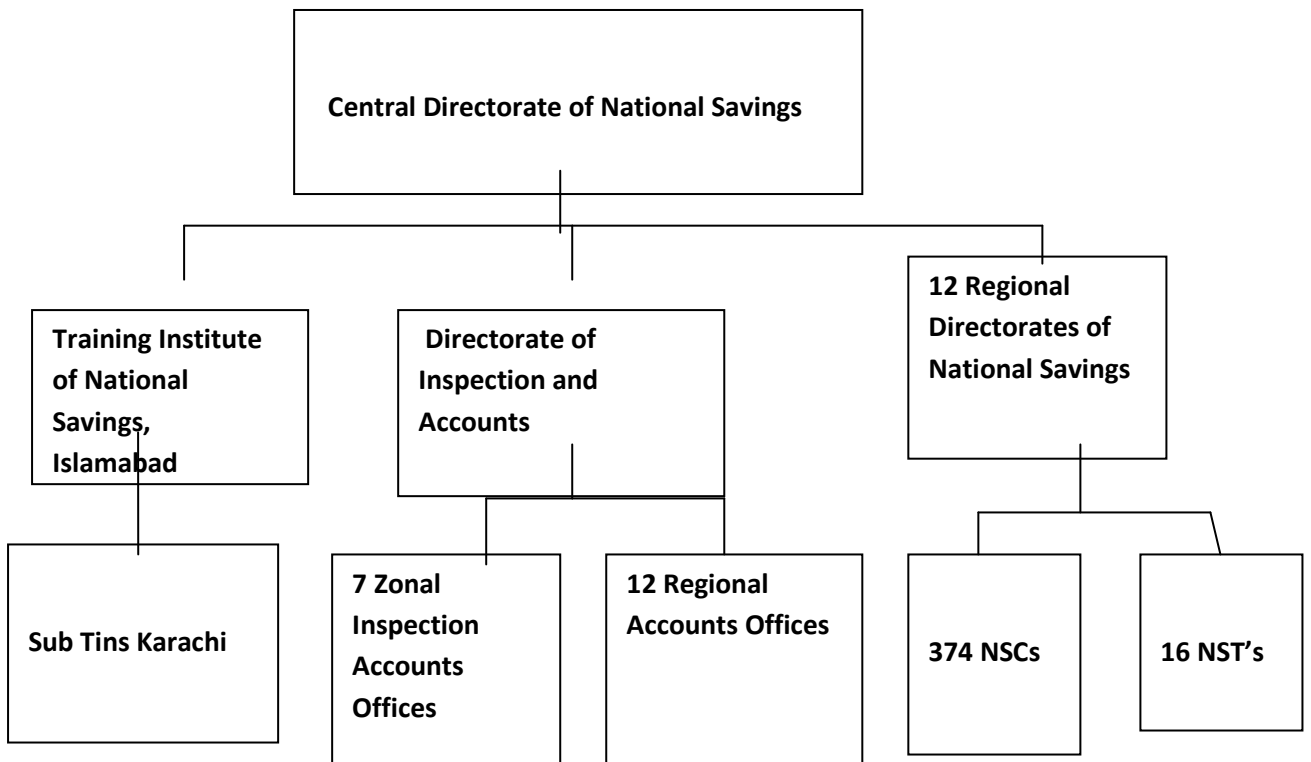 Central Directorate of National Savings
Training Institute
of National
Savings,
Islamabad
Directorate of
Inspection and
Accounts
12 Regional
Directorates of
National Savings
Sub Tins Karachi
7 Zonal
Inspection
Accounts
Offices
12 Regional
Accounts Offices
374 NSCs
16 NST’s